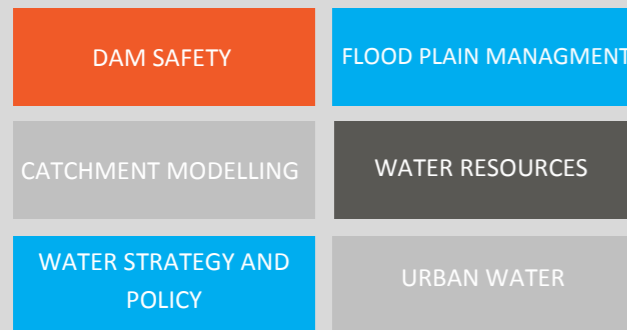 DAM SAFETY
FLOOD PLAIN MANAGMENT
CATCHMENT MODELLING
WATER RESOURCES
WATER STRATEGY AND
POLICY
URBAN WATER